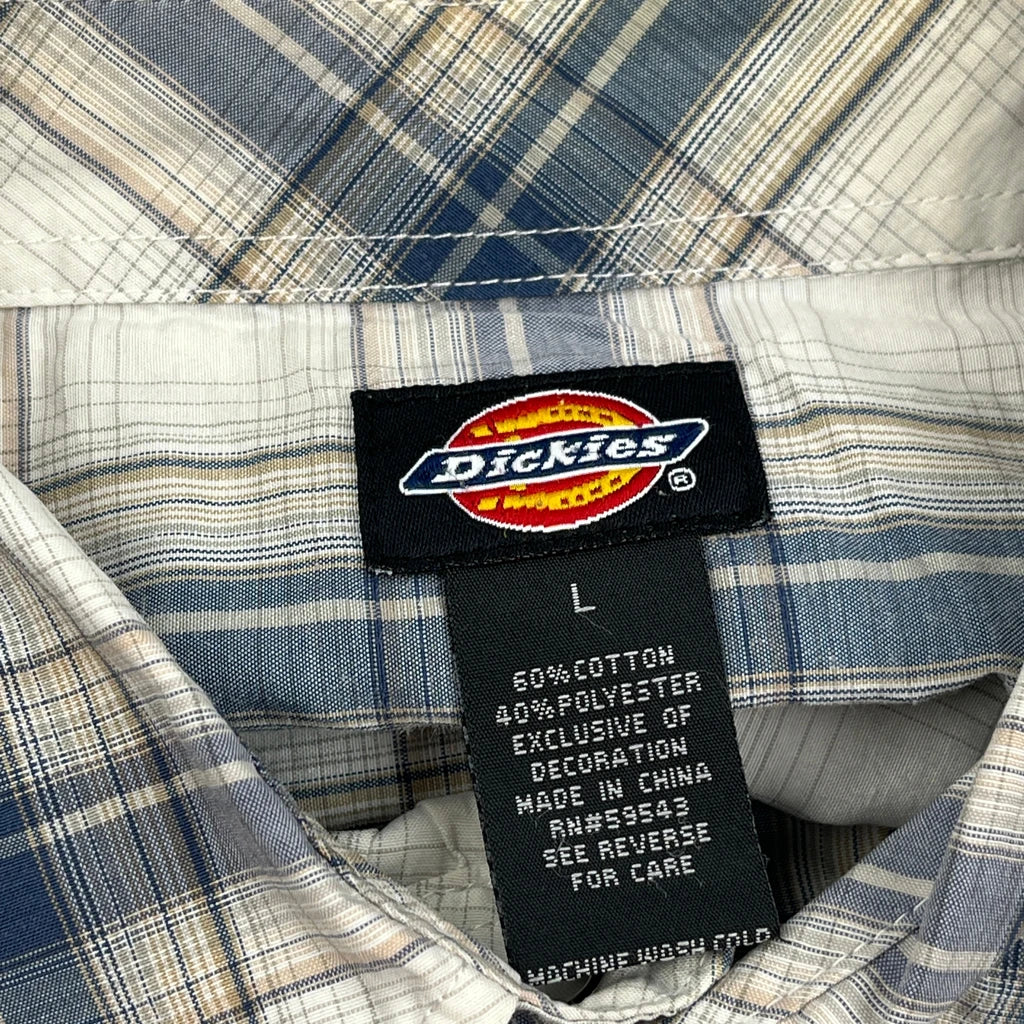 Dickies®
L
60%COTTON
40%POLYESTER
EXCLUSIVE OF
DECORATION
MADE IN CHINA
RN#59543
SEE REVERSE
FOR CARE
MACHINE WASH COLD